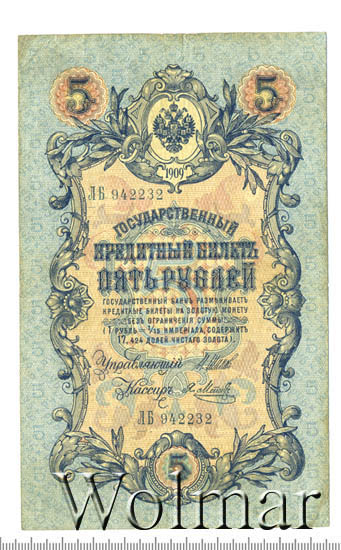 5 5
1909
ЛБ 942232
ГОСУДАРСТВЕННЫЙ
КРЕДИТНЫЙ БИЛЕТЪ
ПЯТЬ РУБЛЕЙ
ГОСУДАРСТВЕННЫЙ БАНКЪ РАЗМѢНИВАЕТЪ
КРЕДИТНЫЕ БИЛЕТЫ НА ЗОЛОТУЮ МОНЕТУ
БЕЗЪ ОГРАНИЧЕНІЯ СУММЫ
(1 РУБЛЬ = 1/15 ИМПЕРІАЛА, СОДЕРЖИТЪ
17,424 ДОЛЕЙ ЧИСТАГО ЗОЛОТА).
Управляющій
Кассиръ
ЛБ 942232
5
Wolmar